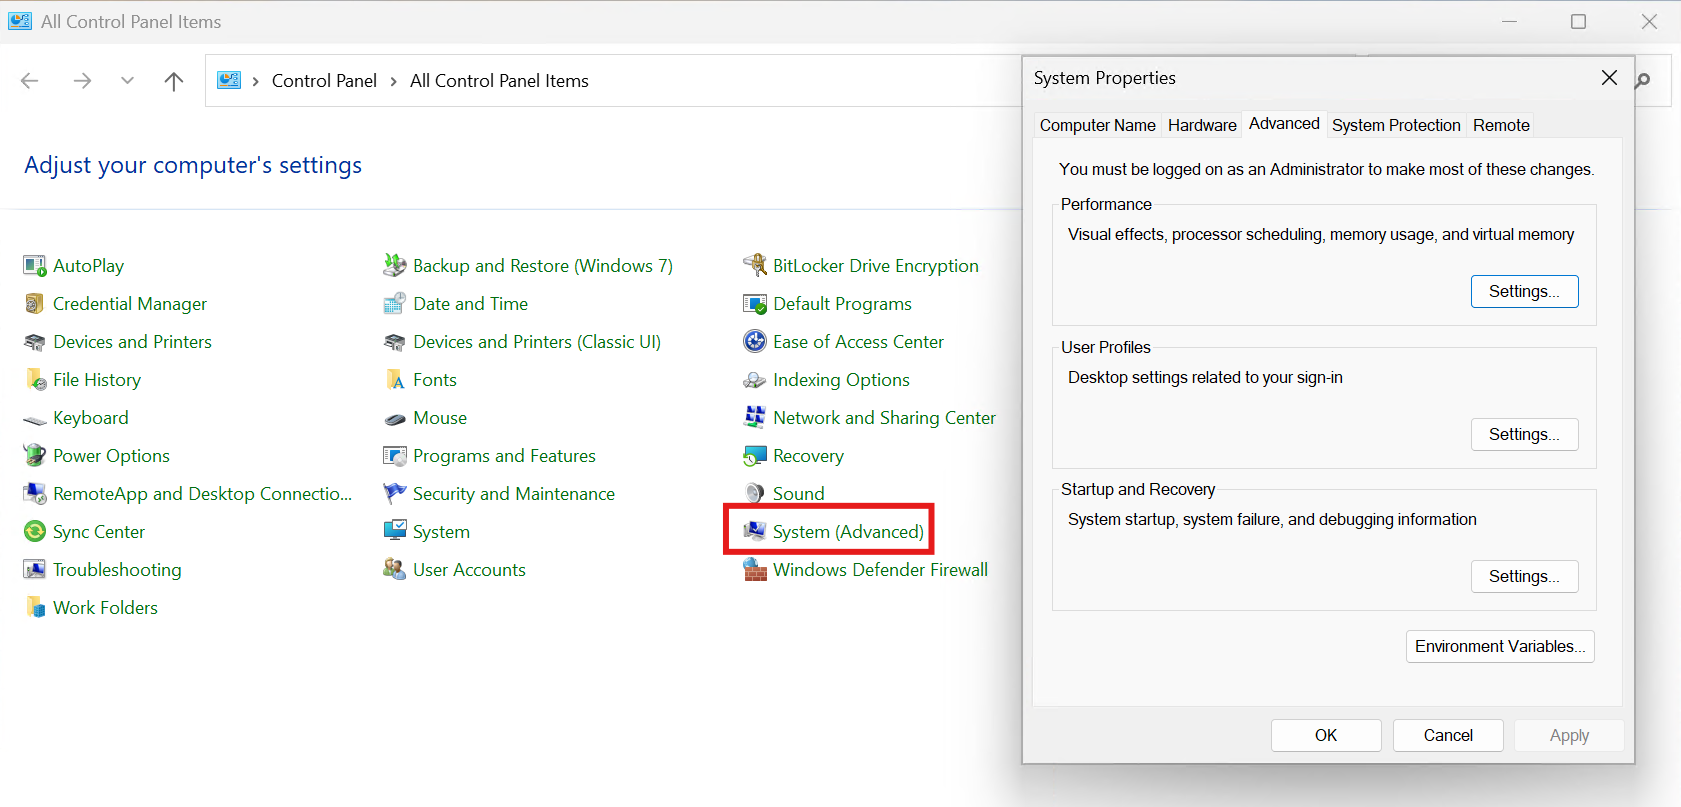 All Control Panel Items
Control Panel > All Control Panel Items
Adjust your computer's settings
AutoPlay
Backup and Restore (Windows 7)
BitLocker Drive Encryption
Credential Manager
Date and Time
Default Programs
Devices and Printers
Devices and Printers (Classic UI)
Ease of Access Center
File History
Fonts
Indexing Options
Keyboard
Mouse
Network and Sharing Center
Power Options
Programs and Features
Recovery
RemoteApp and Desktop Connectio...
Security and Maintenance
Sound
Sync Center
System
System (Advanced)
Troubleshooting
User Accounts
Windows Defender Firewall
Work Folders
System Properties
Computer Name
Hardware
Advanced
System Protection
Remote
You must be logged on as an Administrator to make most of these changes.
Performance
Visual effects, processor scheduling, memory usage, and virtual memory
Settings...
User Profiles
Desktop settings related to your sign-in
Settings...
Startup and Recovery
System startup, system failure, and debugging information
Settings...
Environment Variables...
OK
Cancel
Apply